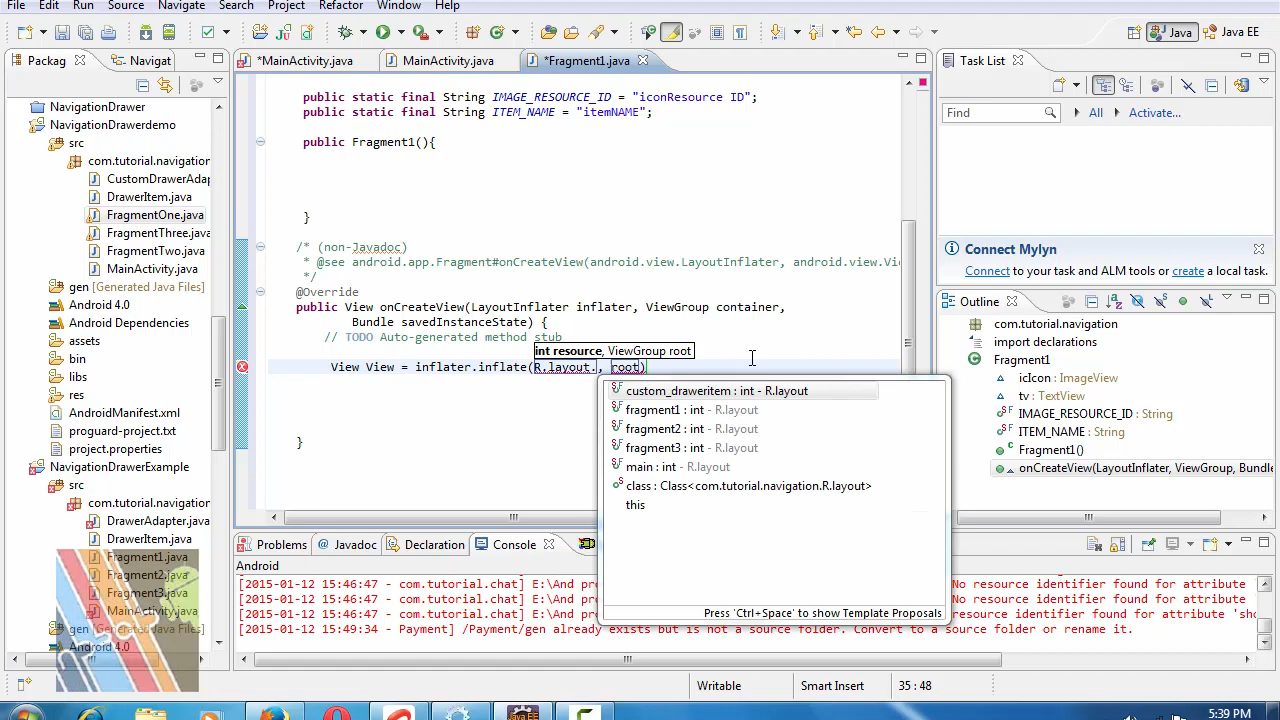 File Edit Run Source Navigate Search Project Refactor Window Help
Java
Java EE
Packag
Navigat
*MainActivity.java
MainActivity.java
*Fragment1.java
Task List
NavigationDrawer
NavigationDrawerdemo
src
com.tutorial.navigation
CustomDrawerAdap
DrawerItem.java
FragmentOne.java
FragmentThree.java
FragmentTwo.java
MainActivity.java
gen [Generated Java Files]
Android 4.0
Android Dependencies
assets
bin
libs
res
AndroidManifest.xml
proguard-project.txt
project.properties
NavigationDrawerExample
src
com.tutorial.navigation
DrawerAdapter.java
DrawerItem.java
Fragment1.java
Fragment2.java
Fragment3.java
MainActivity.java
gen [Generated Java Files]
Android 4.0
public static final String IMAGE_RESOURCE_ID = "iconResource ID";
public static final String ITEM_NAME = "itemNAME";
public Fragment1(){
}
/* (non-Javadoc)
* @see android.app.Fragment#onCreateView(android.view.LayoutInflater, android.view.Vi
*/
@Override
public View onCreateView(LayoutInflater inflater, ViewGroup container,
Bundle savedInstanceState) {
// TODO Auto-generated method stub
int resource, ViewGroup root
View View = inflater.inflate(R.layout., root)
}
custom_draweritem : int - R.layout
fragment1 : int - R.layout
fragment2 : int - R.layout
fragment3 : int - R.layout
main : int - R.layout
class : Class<com.tutorial.navigation.R.layout>
this
Press 'Ctrl+Space' to show Template Proposals
Find
All
Activate...
Connect Mylyn
Connect to your task and ALM tools or create a local task.
Outline
com.tutorial.navigation
import declarations
Fragment1
icIcon : ImageView
tv : TextView
IMAGE_RESOURCE_ID : String
ITEM_NAME : String
Fragment1()
onCreateView(LayoutInflater, ViewGroup, Bundle
Problems
Javadoc
Declaration
Console
Android
[2015-01-12 15:46:47 - com.tutorial.chat] E:\And pro No resource identifier found for attribute
[2015-01-12 15:46:47 - com.tutorial.chat] E:\And pro No resource identifier found for attribute
[2015-01-12 15:46:47 - com.tutorial.chat] E:\And pro esource identifier found for attribute 'sho
[2015-01-12 15:49:34 - Payment] /Payment/gen already exists but is not a source folder. Convert to a source folder or rename it.
Writable
Smart Insert
35 : 48
5:39 PM